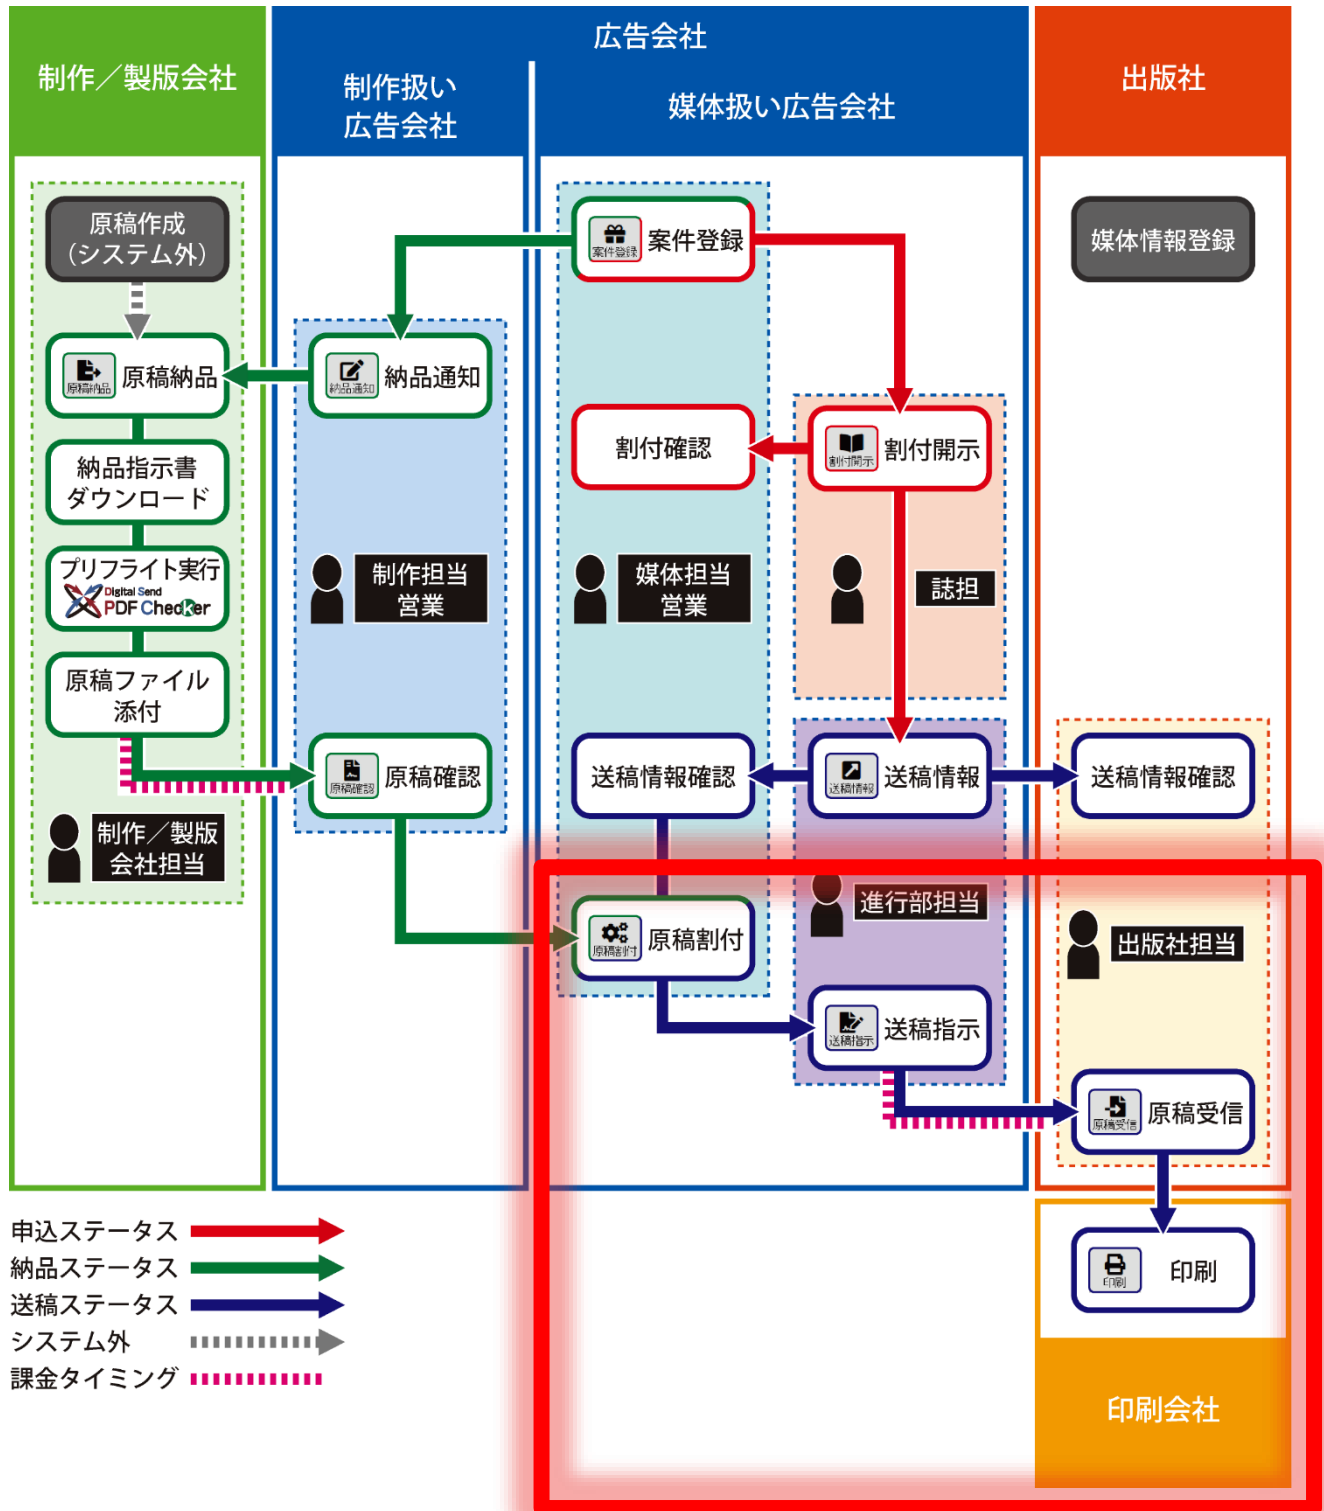 広告会社
制作／製版会社
制作扱い
広告会社
媒体扱い広告会社
出版社
原稿作成
（システム外）
案件登録
案件登録
媒体情報登録
原稿納品
原稿納品
納品通知
納品通知
納品指示書
ダウンロード
割付確認
割付開示
割付開示
プリフライト実行
Digital Send
PDF Checker
制作担当
営業
媒体担当
営業
誌担
原稿ファイル
添付
原稿確認
原稿確認
送稿情報確認
送稿情報
送稿情報
送稿情報確認
制作／製版
会社担当
進行部担当
原稿割付
原稿割付
出版社担当
送稿指示
送稿指示
原稿受信
原稿受信
申込ステータス
納品ステータス
送稿ステータス
システム外
課金タイミング
印刷
印刷
印刷会社